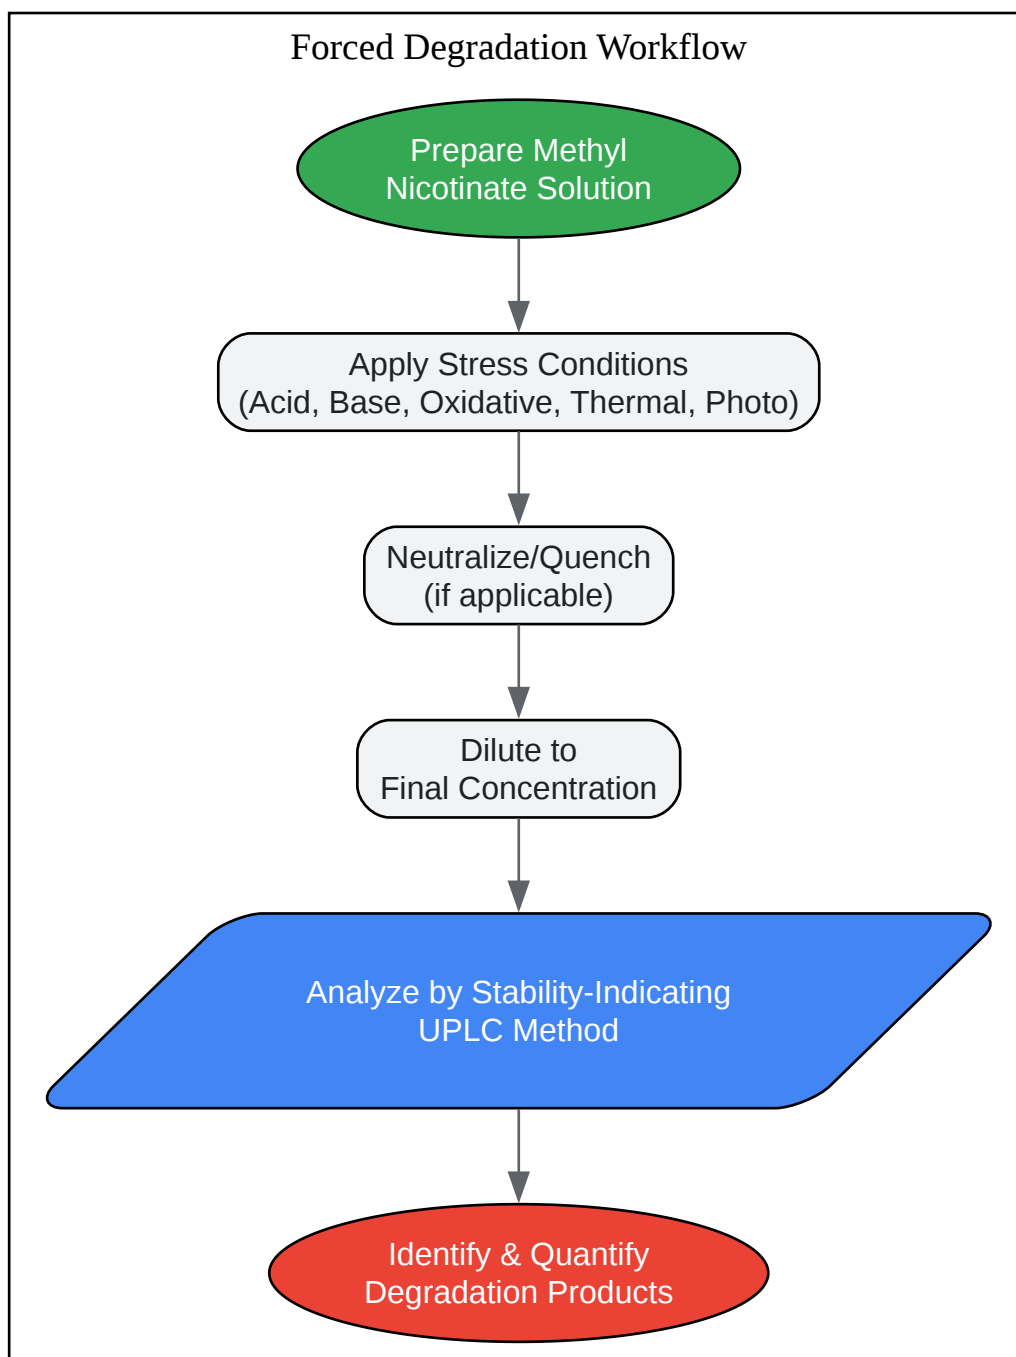 Forced Degradation Workflow
Prepare Methyl
Nicotinate Solution
Apply Stress Conditions
(Acid, Base, Oxidative, Thermal, Photo)
Neutralize/Quench
(if applicable)
Dilute to
Final Concentration
Analyze by Stability-Indicating
UPLC Method
Identify & Quantify
Degradation Products